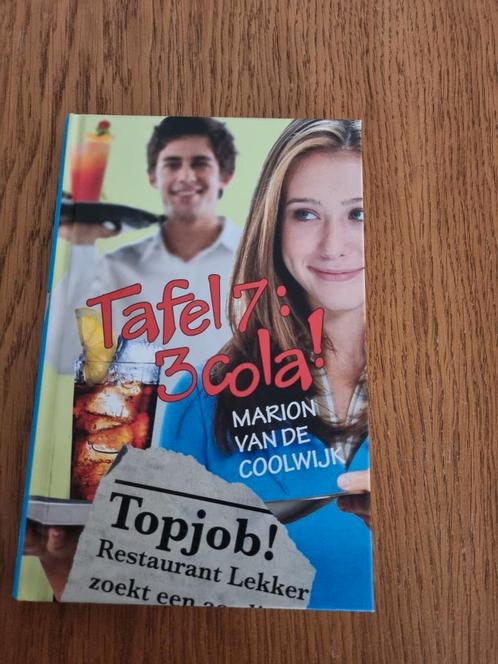 Tafel 7:
3 cola!
MARION
VAN DE
COOLWIJK
Topjob!
Restaurant Lekker
zoekt een